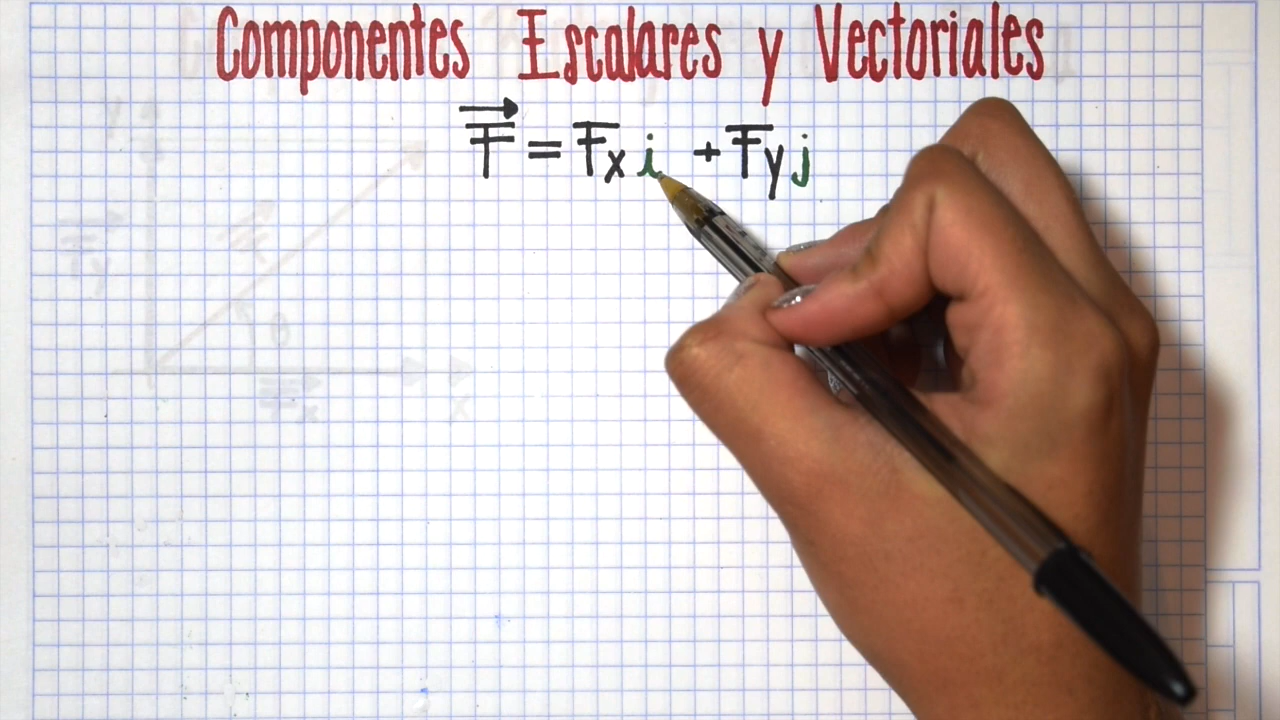 Componentes Escalares y Vectoriales
F⃗ = Fx i + Fy j